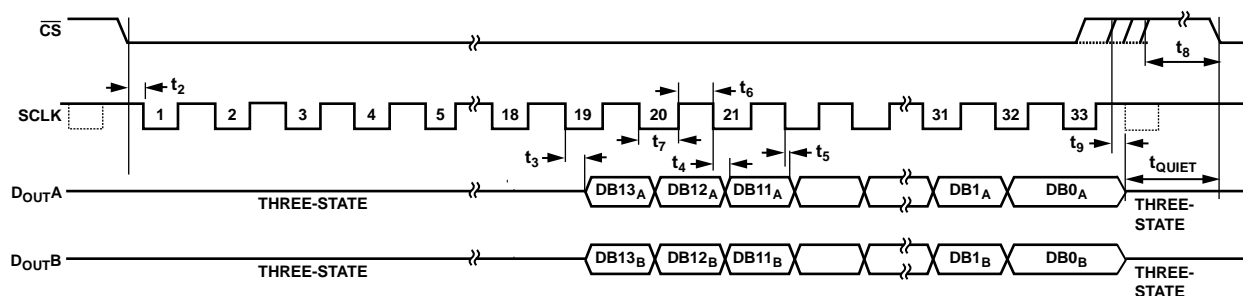 CS
t8
t2
t6
SCLK
1
2
3
4
5
18
19
20
21
31
32
33
t3
t7
t4
t5
t9
tQUIET
DOUTA
THREE-STATE
DB13A
DB12A
DB11A
DB1A
DB0A
THREE-
STATE
DOUTB
THREE-STATE
DB13B
DB12B
DB11B
DB1B
DB0B
THREE-
STATE